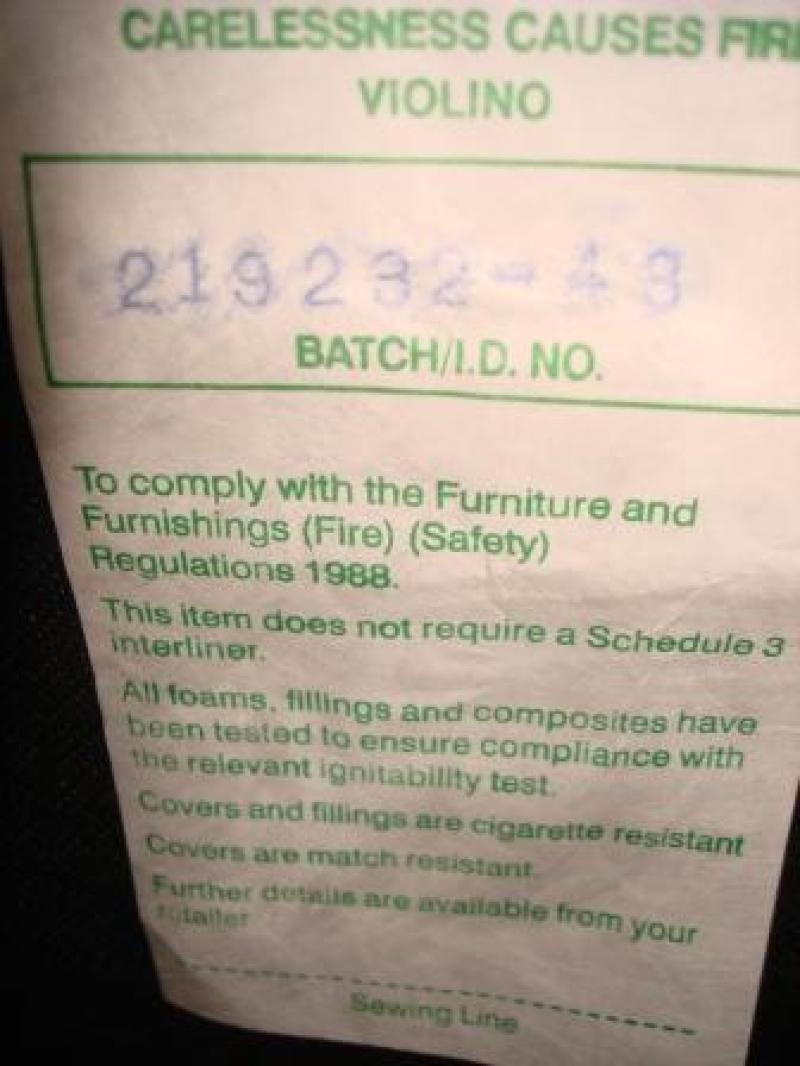 CARELESSNESS CAUSES FIRE
VIOLINO
219232-43
BATCH/I.D. NO.
To comply with the Furniture and
Furnishings (Fire) (Safety)
Regulations 1988.
This item does not require a Schedule 3
interliner.
All foams, fillings and composites have
been tested to ensure compliance with
the relevant ignitability test.
Covers and fillings are cigarette resistant
Covers are match resistant.
Further details are available from your
retailer
Sewing Line